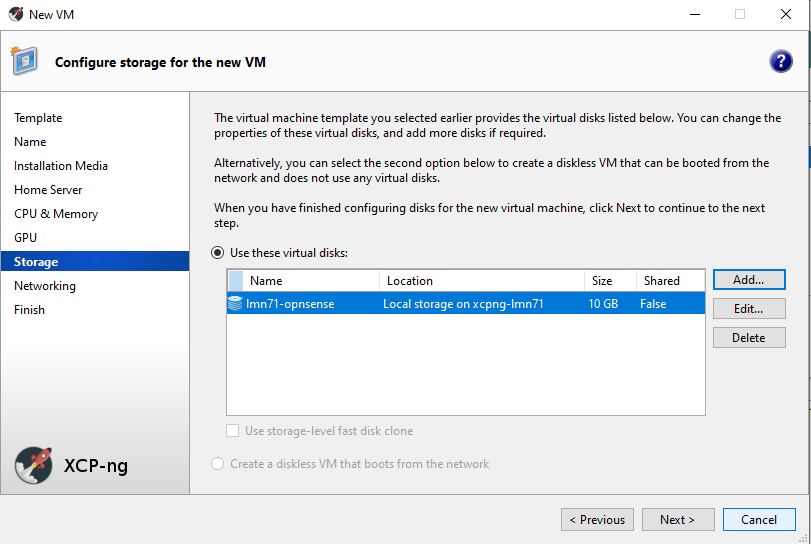 New VM
Configure storage for the new VM
?
Template
Name
Installation Media
Home Server
CPU & Memory
GPU
Storage
Networking
Finish
XCP-ng
The virtual machine template you selected earlier provides the virtual disks listed below. You can change the
properties of these virtual disks, and add more disks if required.
Alternatively, you can select the second option below to create a diskless VM that can be booted from the
network and does not use any virtual disks.
When you have finished configuring disks for the new virtual machine, click Next to continue to the next
step.
Use these virtual disks:
Name Location Size Shared
lmn71-opnsense Local storage on xcpng-lmn71 10 GB False
Add...
Edit...
Delete
Use storage-level fast disk clone
Create a diskless VM that boots from the network
< Previous Next > Cancel